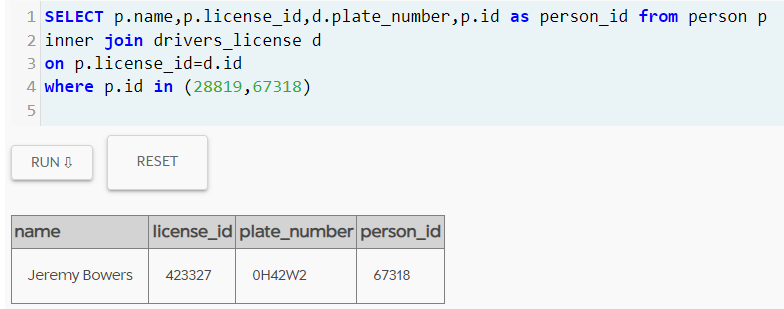 1 SELECT p.name,p.license_id,d.plate_number,p.id as person_id from person p
2 inner join drivers_license d
3 on p.license_id=d.id
4 where p.id in (28819,67318)
5
RUN ⇩ RESET
name license_id plate_number person_id
Jeremy Bowers 423327 0H42W2 67318